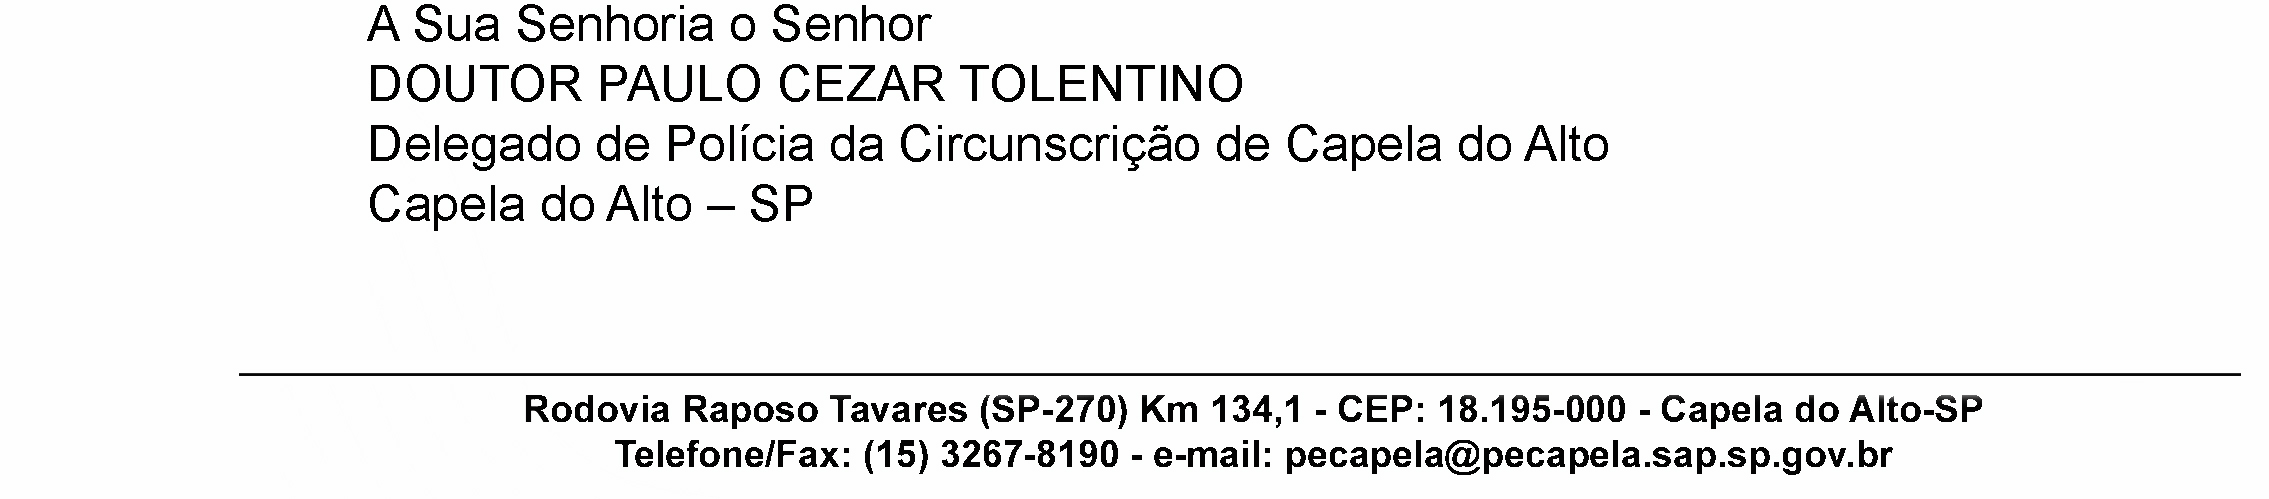 A Sua Senhoria o Senhor
DOUTOR PAULO CEZAR TOLENTINO
Delegado de Polícia da Circunscrição de Capela do Alto
Capela do Alto – SP
Rodovia Raposo Tavares (SP-270) Km 134,1 - CEP: 18.195-000 - Capela do Alto-SP
Telefone/Fax: (15) 3267-8190 - e-mail: pecapela@pecapela.sap.sp.gov.br